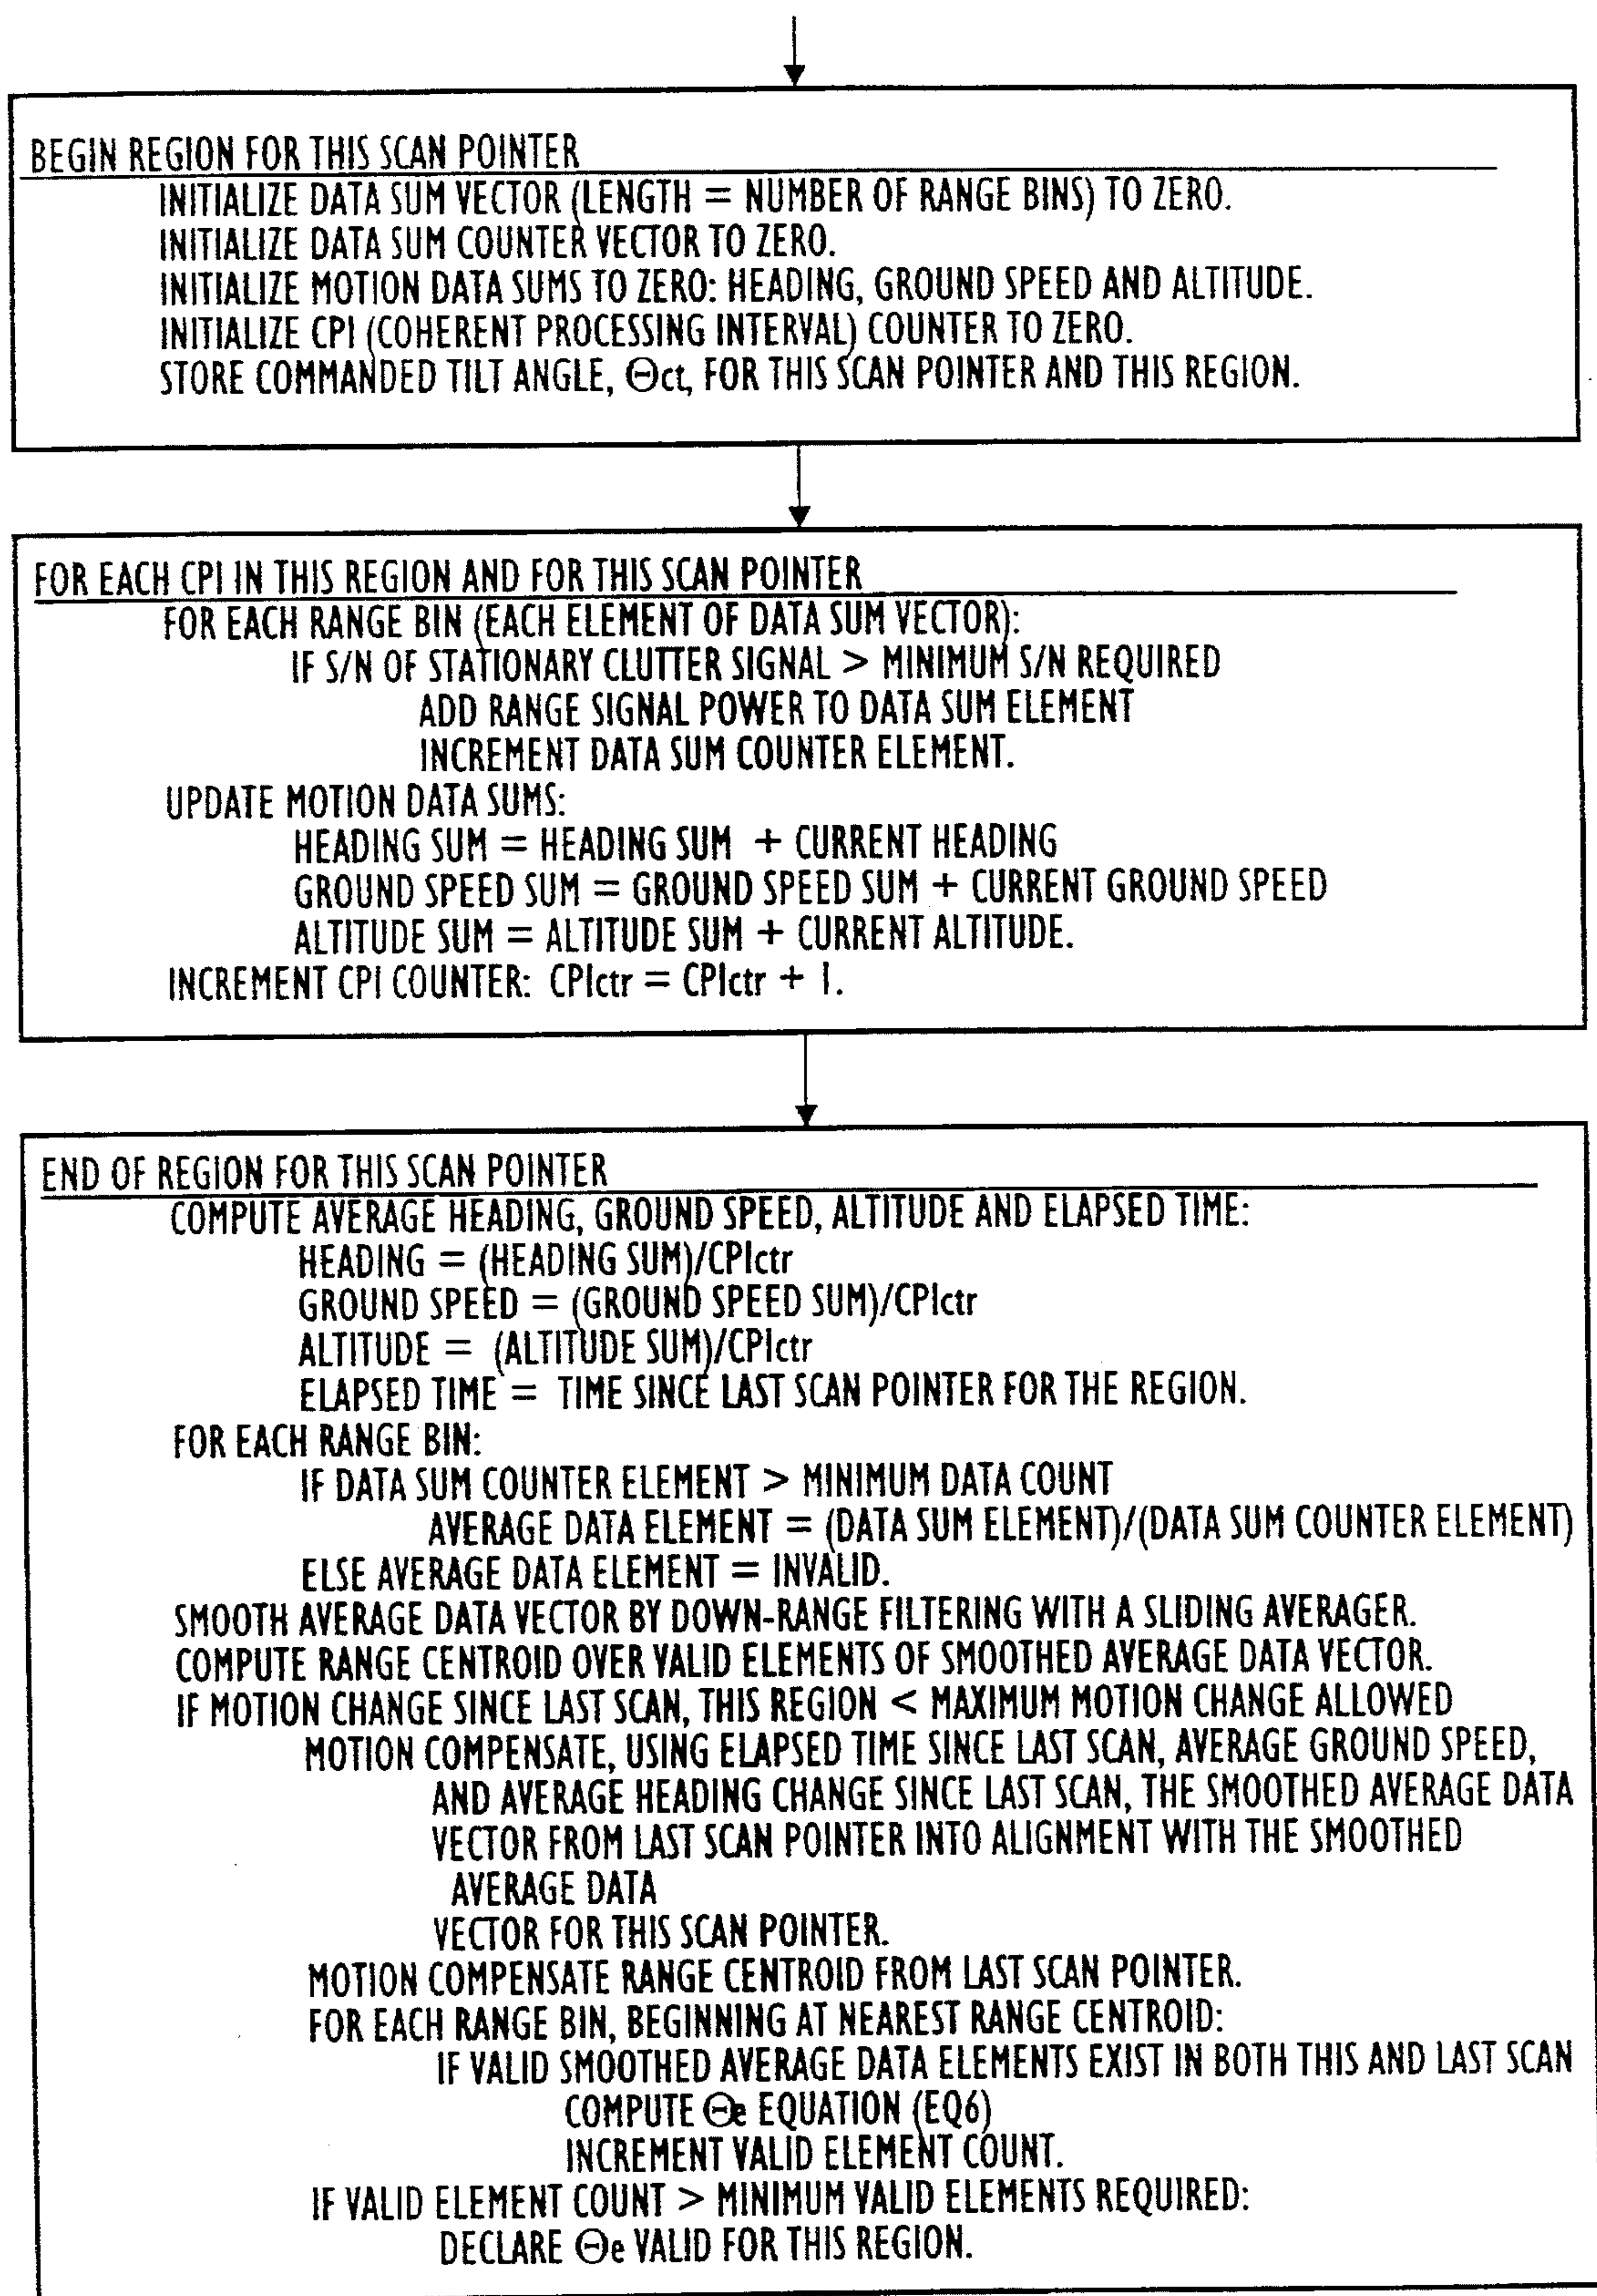 BEGIN REGION FOR THIS SCAN POINTER
INITIALIZE DATA SUM VECTOR (LENGTH = NUMBER OF RANGE BINS) TO ZERO.
INITIALIZE DATA SUM COUNTER VECTOR TO ZERO.
INITIALIZE MOTION DATA SUMS TO ZERO: HEADING, GROUND SPEED AND ALTITUDE.
INITIALIZE CPI (COHERENT PROCESSING INTERVAL) COUNTER TO ZERO.
STORE COMMANDED TILT ANGLE, Θct, FOR THIS SCAN POINTER AND THIS REGION.
FOR EACH CPI IN THIS REGION AND FOR THIS SCAN POINTER
FOR EACH RANGE BIN (EACH ELEMENT OF DATA SUM VECTOR):
IF S/N OF STATIONARY CLUTTER SIGNAL > MINIMUM S/N REQUIRED
ADD RANGE SIGNAL POWER TO DATA SUM ELEMENT
INCREMENT DATA SUM COUNTER ELEMENT.
UPDATE MOTION DATA SUMS:
HEADING SUM = HEADING SUM + CURRENT HEADING
GROUND SPEED SUM = GROUND SPEED SUM + CURRENT GROUND SPEED
ALTITUDE SUM = ALTITUDE SUM + CURRENT ALTITUDE.
INCREMENT CPI COUNTER: CPIctr = CPIctr + 1.
END OF REGION FOR THIS SCAN POINTER
COMPUTE AVERAGE HEADING, GROUND SPEED, ALTITUDE AND ELAPSED TIME:
HEADING = (HEADING SUM)/CPIctr
GROUND SPEED = (GROUND SPEED SUM)/CPIctr
ALTITUDE = (ALTITUDE SUM)/CPIctr
ELAPSED TIME = TIME SINCE LAST SCAN POINTER FOR THE REGION.
FOR EACH RANGE BIN:
IF DATA SUM COUNTER ELEMENT > MINIMUM DATA COUNT
AVERAGE DATA ELEMENT = (DATA SUM ELEMENT)/(DATA SUM COUNTER ELEMENT)
ELSE AVERAGE DATA ELEMENT = INVALID.
SMOOTH AVERAGE DATA VECTOR BY DOWN-RANGE FILTERING WITH A SLIDING AVERAGER.
COMPUTE RANGE CENTROID OVER VALID ELEMENTS OF SMOOTHED AVERAGE DATA VECTOR.
IF MOTION CHANGE SINCE LAST SCAN, THIS REGION < MAXIMUM MOTION CHANGE ALLOWED
MOTION COMPENSATE, USING ELAPSED TIME SINCE LAST SCAN, AVERAGE GROUND SPEED,
AND AVERAGE HEADING CHANGE SINCE LAST SCAN, THE SMOOTHED AVERAGE DATA
VECTOR FROM LAST SCAN POINTER INTO ALIGNMENT WITH THE SMOOTHED
AVERAGE DATA
VECTOR FOR THIS SCAN POINTER.
MOTION COMPENSATE RANGE CENTROID FROM LAST SCAN POINTER.
FOR EACH RANGE BIN, BEGINNING AT NEAREST RANGE CENTROID:
IF VALID SMOOTHED AVERAGE DATA ELEMENTS EXIST IN BOTH THIS AND LAST SCAN
COMPUTE Θe EQUATION (EQ6)
INCREMENT VALID ELEMENT COUNT.
IF VALID ELEMENT COUNT > MINIMUM VALID ELEMENTS REQUIRED:
DECLARE Θe VALID FOR THIS REGION.